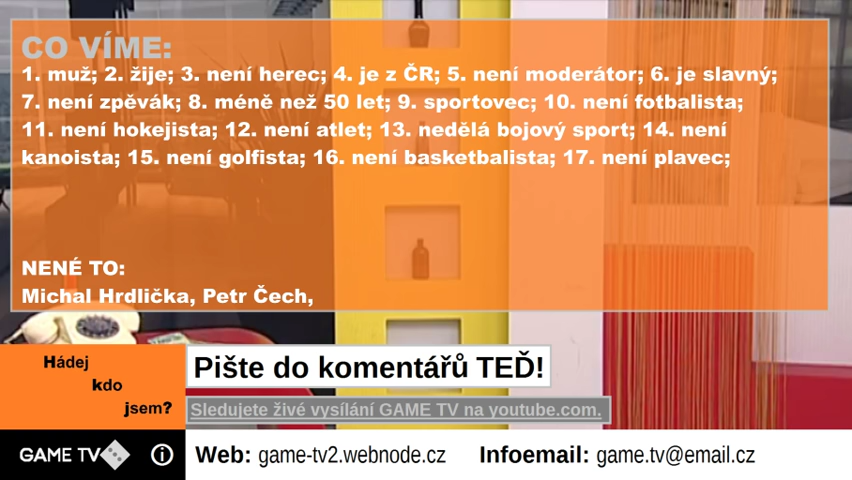 CO VÍME:
1. muž; 2. žije; 3. není herec; 4. je z ČR; 5. není moderátor; 6. je slavný;
7. není zpěvák; 8. méně než 50 let; 9. sportovec; 10. není fotbalista;
11. není hokejista; 12. není atlet; 13. nedělá bojový sport; 14. není
kanoista; 15. není golfista; 16. není basketbalista; 17. není plavec;
NENÉ TO:
Michal Hrdlička, Petr Čech,
Hádej
kdo
jsem?
Pište do komentářů TEĎ!
Sledujete živé vysílání GAME TV na youtube.com.
GAME TV
Web: game-tv2.webnode.cz Infoemail: game.tv@email.cz